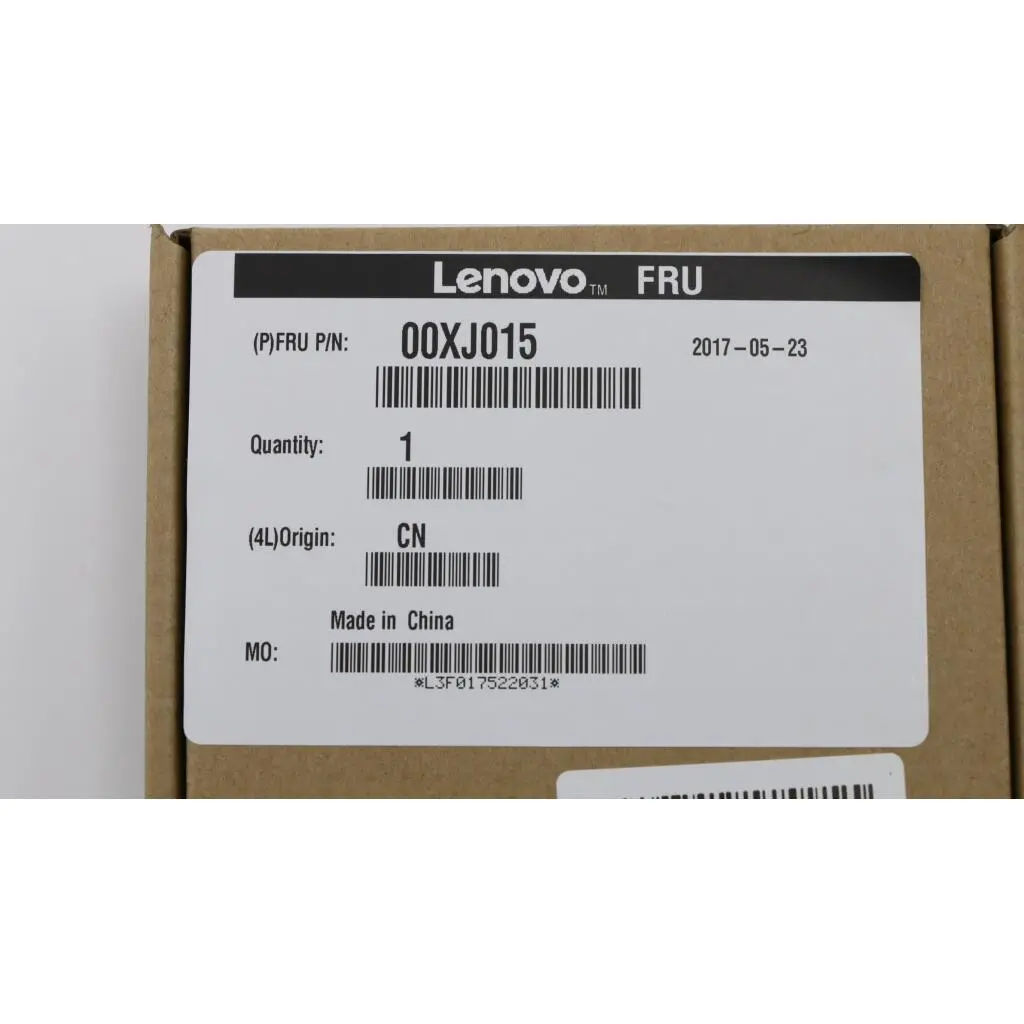 Lenovo™ FRU
(P)FRU P/N: 00XJ015 2017-05-23
Quantity: 1
(4L)Origin: CN
Made in China
MO:
*L3F017522031*